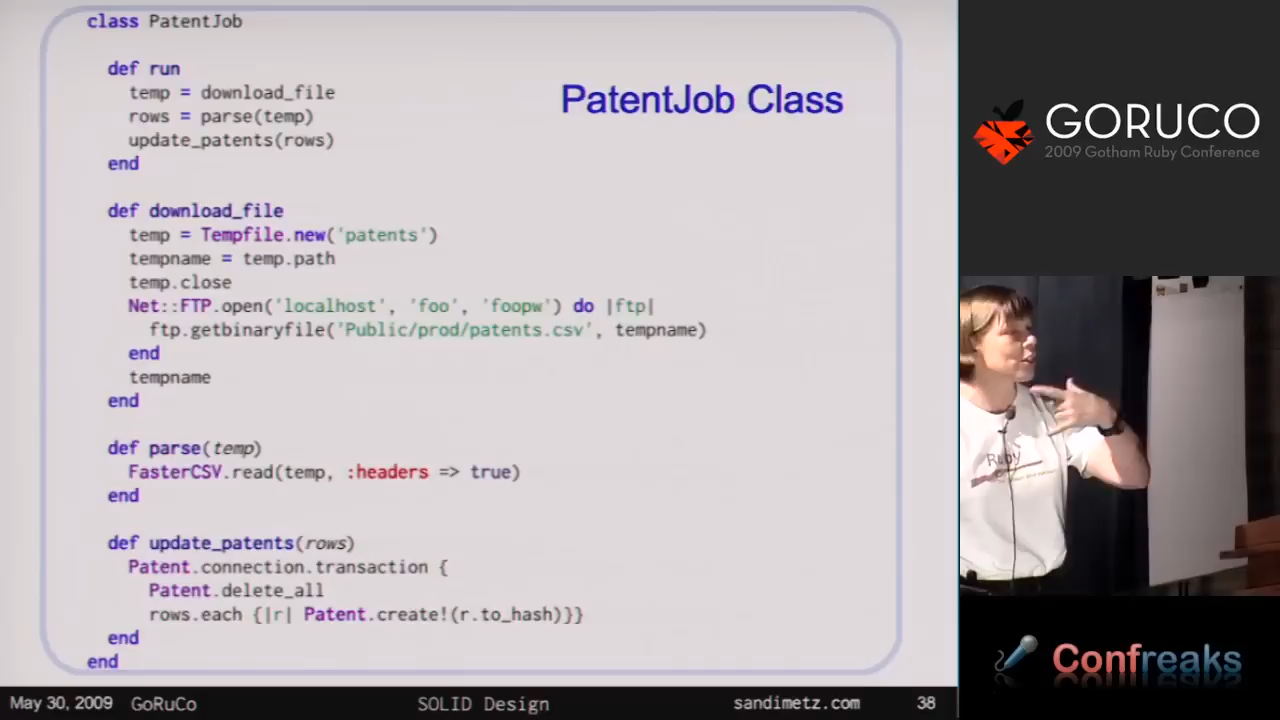 class PatentJob
def run
temp = download_file
rows = parse(temp)
update_patents(rows)
end
PatentJob Class
def download_file
temp = Tempfile.new('patents')
tempname = temp.path
temp.close
Net::FTP.open('localhost', 'foo', 'foopw') do |ftp|
ftp.getbinaryfile('Public/prod/patents.csv', tempname)
end
tempname
end
def parse(temp)
FasterCSV.read(temp, :headers => true)
end
def update_patents(rows)
Patent.connection.transaction {
Patent.delete_all
rows.each {|r| Patent.create!(r.to_hash)}}
end
end
May 30, 2009 GoRuCo SOLID Design sandimetz.com 38
GORUCO
2009 Gotham Ruby Conference
Ruby
Confreaks